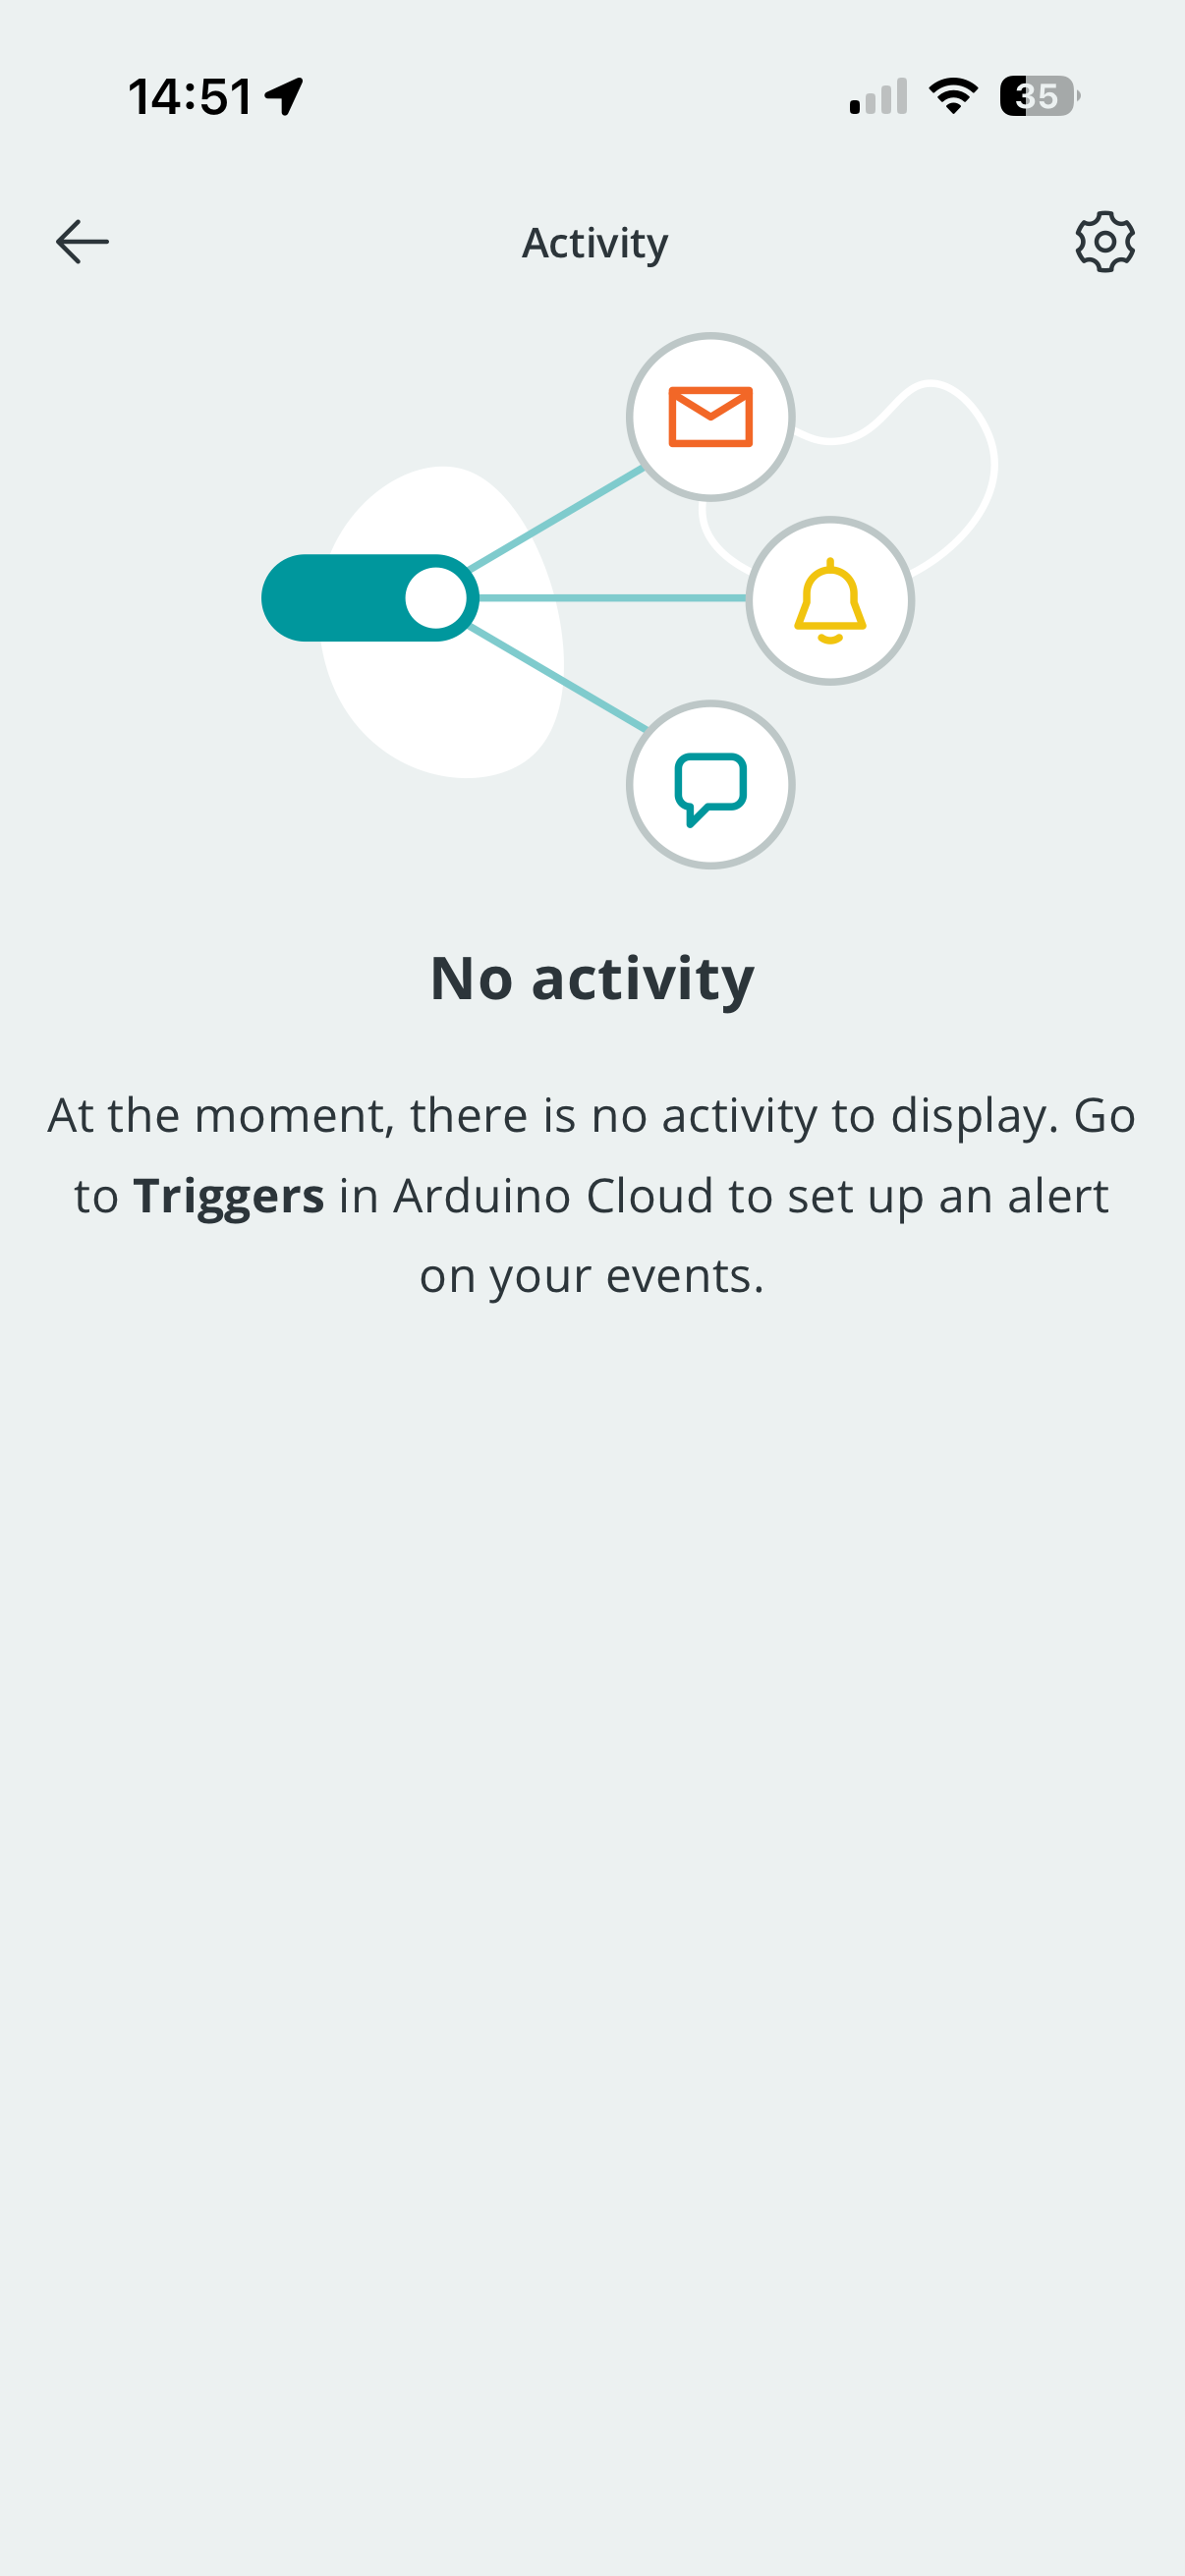 14:51
35
Activity
No activity
At the moment, there is no activity to display. Go
to Triggers in Arduino Cloud to set up an alert
on your events.